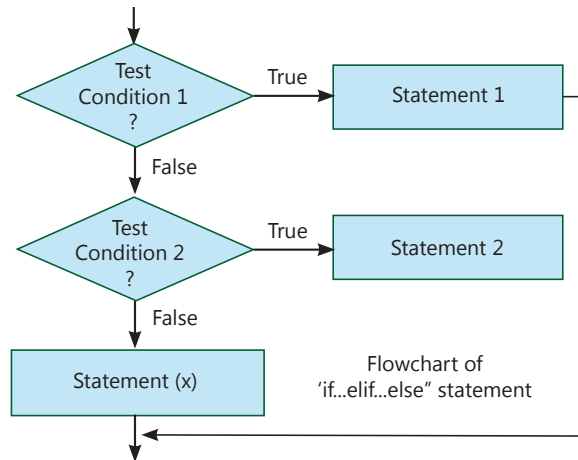 Test
Condition 1
?
True
Statement 1
False
Test
Condition 2
?
True
Statement 2
False
Statement (x)
Flowchart of
‘if...elif...else” statement